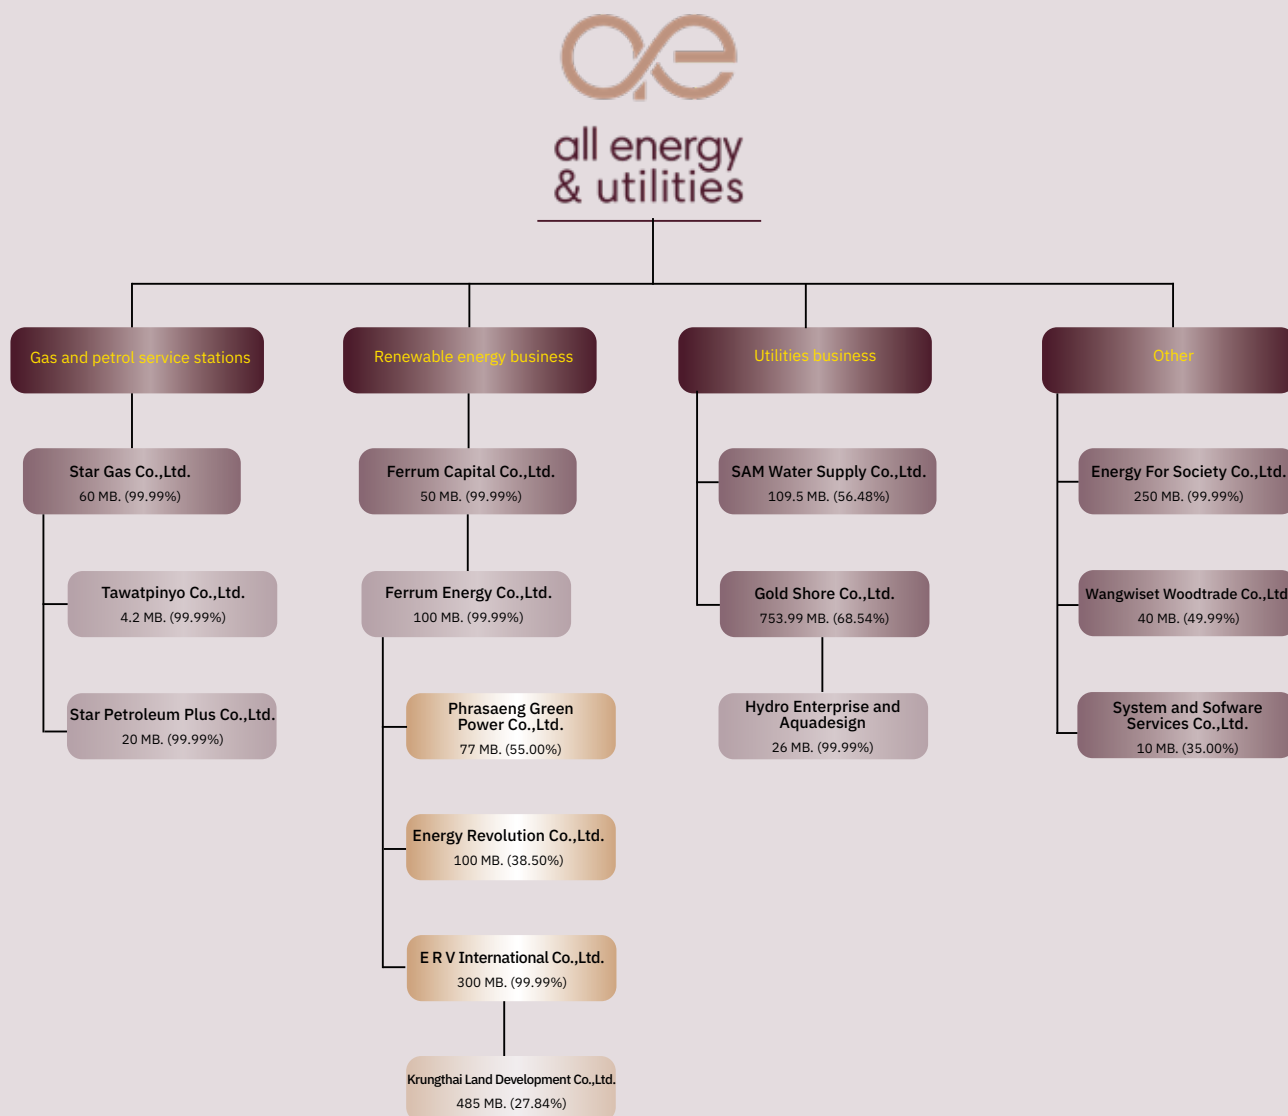 all energy
& utilities
Gas and petrol service stations
Renewable energy business
Utilities business
Other
Star Gas Co.,Ltd.
60 MB. (99.99%)
Ferrum Capital Co.,Ltd.
50 MB. (99.99%)
SAM Water Supply Co.,Ltd.
109.5 MB. (56.48%)
Energy For Society Co.,Ltd.
250 MB. (99.99%)
Tawatpinyo Co.,Ltd.
4.2 MB. (99.99%)
Ferrum Energy Co.,Ltd.
100 MB. (99.99%)
Gold Shore Co.,Ltd.
753.99 MB. (68.54%)
Wangwiset Woodtrade Co.,Ltd
40 MB. (49.99%)
Star Petroleum Plus Co.,Ltd.
20 MB. (99.99%)
Phrasaeng Green
Power Co.,Ltd.
77 MB. (55.00%)
Hydro Enterprise and
Aquadesign
26 MB. (99.99%)
System and Sofware
Services Co.,Ltd.
10 MB. (35.00%)
Energy Revolution Co.,Ltd.
100 MB. (38.50%)
E R V International Co.,Ltd.
300 MB. (99.99%)
Krungthai Land Development Co.,Ltd.
485 MB. (27.84%)